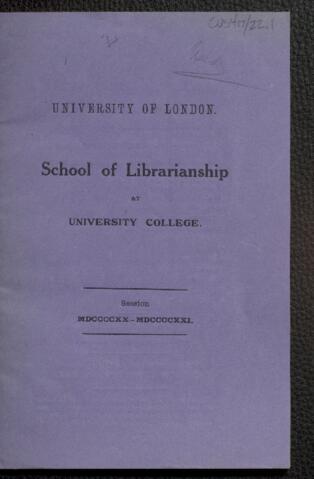 UNIVERSITY OF LONDON.
School of Librarianship
AT
UNIVERSITY COLLEGE.
Session
MDCCCCXX–MDCCCCXXI.